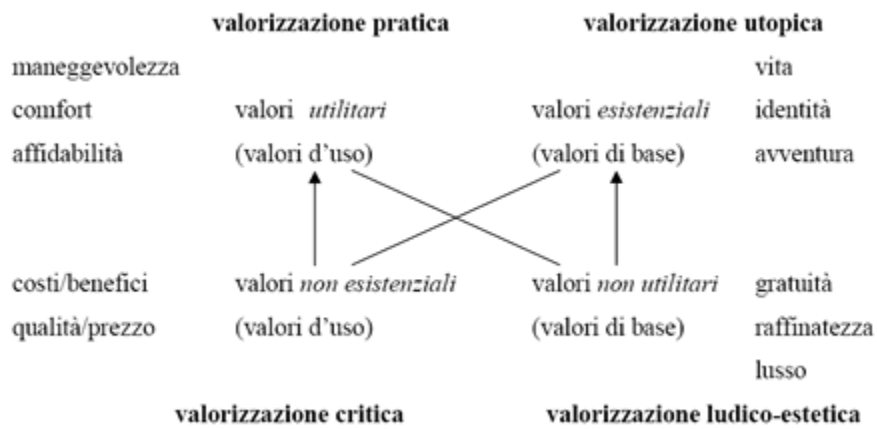 valorizzazione pratica valorizzazione utopica
maneggevolezza vita
comfort valori utilitari valori esistenziali identità
affidabilità (valori d'uso) (valori di base) avventura
costi/benefici valori non esistenziali valori non utilitari gratuità
qualità/prezzo (valori d'uso) (valori di base) raffinatezza
lusso
valorizzazione critica valorizzazione ludico-estetica